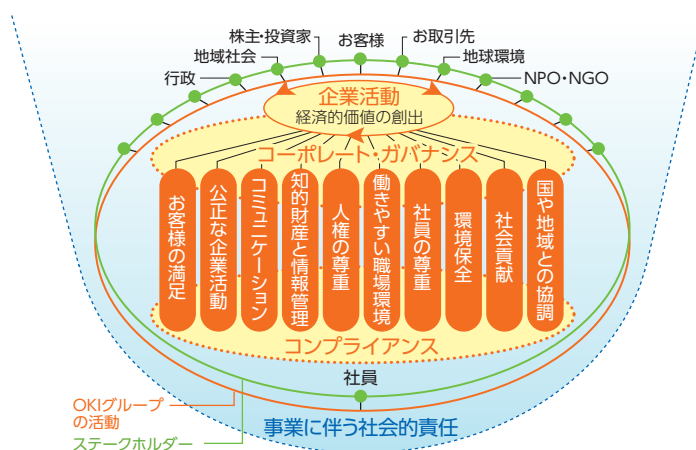 株主・投資家
お客様
お取引先
地域社会
地球環境
行政
NPO・NGO
企業活動
経済的価値の創出
コーポレート・ガバナンス
お客様の満足
公正な企業活動
コミュニケーション
知的財産と情報管理
人権の尊重
働きやすい職場環境
社員の尊重
環境保全
社会貢献
国や地域との協調
コンプライアンス
社員
OKIグループ
の活動
ステークホルダー
事業に伴う社会的責任